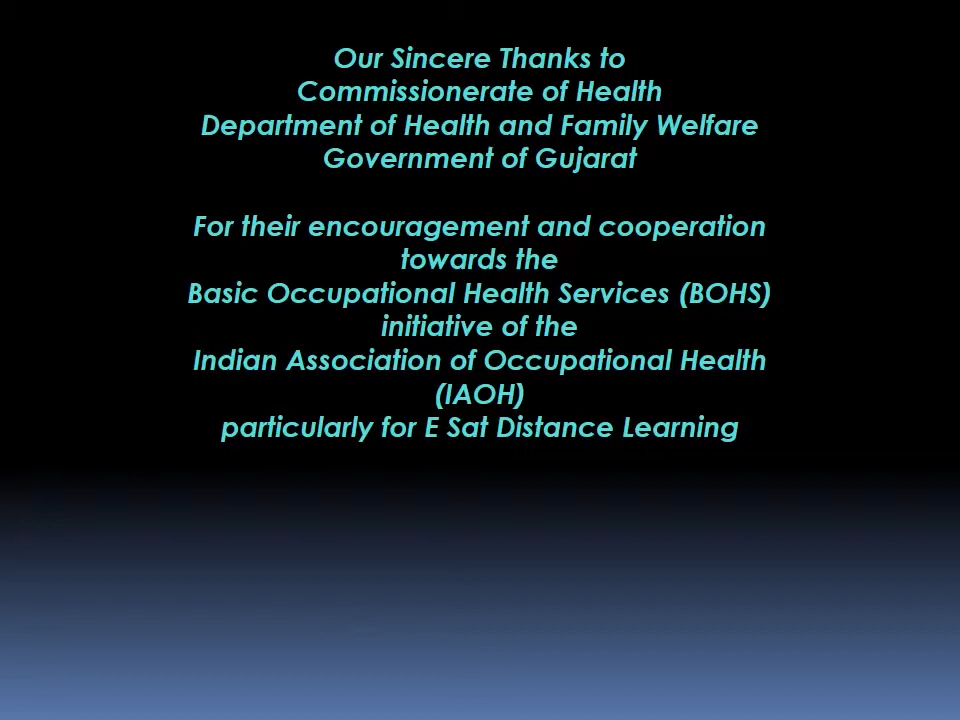 Our Sincere Thanks to
Commissionerate of Health
Department of Health and Family Welfare
Government of Gujarat
For their encouragement and cooperation
towards the
Basic Occupational Health Services (BOHS)
initiative of the
Indian Association of Occupational Health
(IAOH)
particularly for E Sat Distance Learning